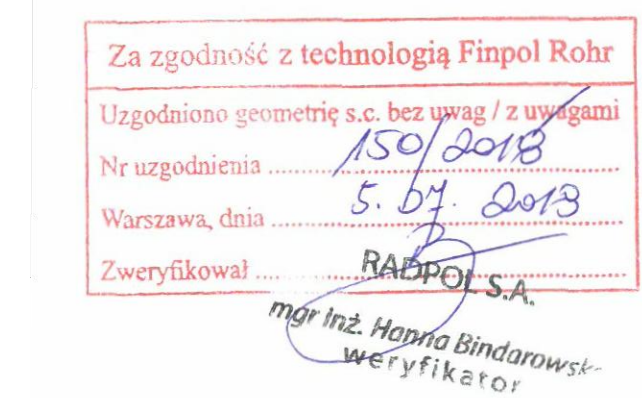 Za zgodność z technologią Finpol Rohr
Uzgodniono geometrię s.c. bez uwag / z uwagami
Nr uzgodnienia ........ 150/2013
Warszawa, dnia ........ 5. 07. 2013
Zweryfikował ........
RADPOL S.A.
mgr inż. Hanna Bindarowsk-
weryfikator